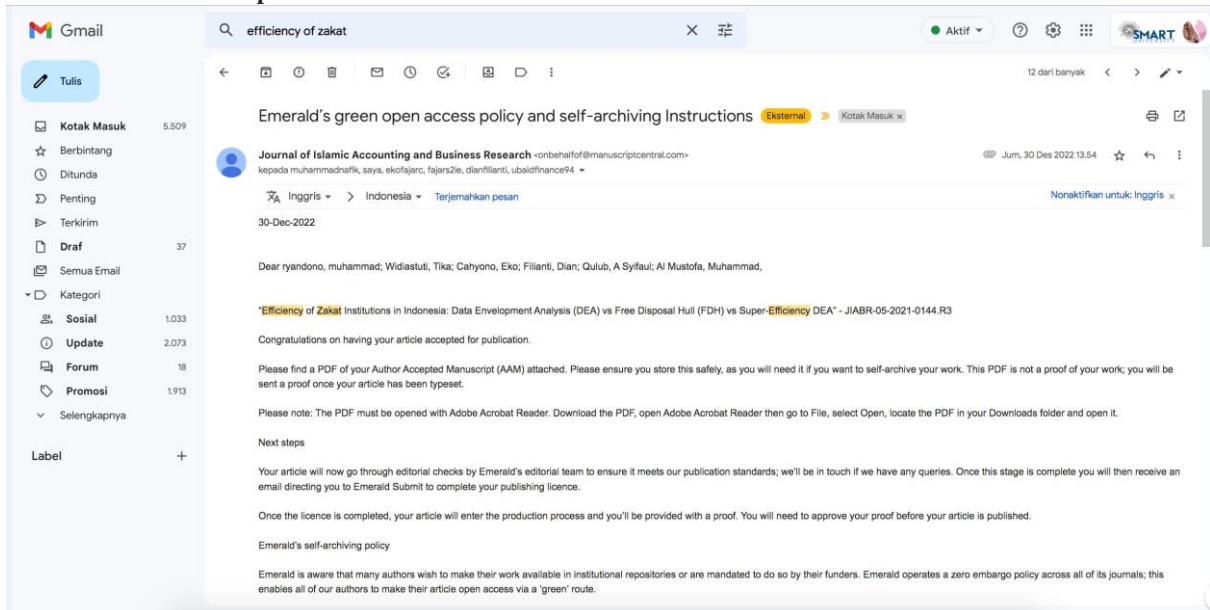 Gmail
efficiency of zakat
Aktif
SMART
UNIVERSITY
Tulis
12 dari banyak
Kotak Masuk 5.509
Berbintang
Ditunda
Penting
Terkirim
Draf 37
Semua Email
Kategori
Sosial 1.033
Update 2.073
Forum 18
Promosi 1.913
Selengkapnya
Label +
Emerald's green open access policy and self-archiving Instructions Eksternal Kotak Masuk x
Journal of Islamic Accounting and Business Research <onbehalfof@manuscriptcentral.com> Jum, 30 Des 2022 13.54
kepada muhammadnafik, saya, ekofajarc, fajars2ie, dianfilianti, ubaidfinance94
Inggris > Indonesia Terjemahkan pesan Nonaktifkan untuk: Inggris x
30-Dec-2022
Dear ryandono, muhammad; Widiastuti, Tika; Cahyono, Eko; Filianti, Dian; Qulub, A Syifaul; Al Mustofa, Muhammad,
"Efficiency of Zakat Institutions in Indonesia: Data Envelopment Analysis (DEA) vs Free Disposal Hull (FDH) vs Super-Efficiency DEA" - JIABR-05-2021-0144.R3
Congratulations on having your article accepted for publication.
Please find a PDF of your Author Accepted Manuscript (AAM) attached. Please ensure you store this safely, as you will need it if you want to self-archive your work. This PDF is not a proof of your work; you will be
sent a proof once your article has been typeset.
Please note: The PDF must be opened with Adobe Acrobat Reader. Download the PDF, open Adobe Acrobat Reader then go to File, select Open, locate the PDF in your Downloads folder and open it.
Next steps
Your article will now go through editorial checks by Emerald's editorial team to ensure it meets our publication standards; we'll be in touch if we have any queries. Once this stage is complete you will then receive an
email directing you to Emerald Submit to complete your publishing licence.
Once the licence is completed, your article will enter the production process and you'll be provided with a proof. You will need to approve your proof before your article is published.
Emerald's self-archiving policy
Emerald is aware that many authors wish to make their work available in institutional repositories or are mandated to do so by their funders. Emerald operates a zero embargo policy across all of its journals; this
enables all of our authors to make their article open access via a 'green' route.